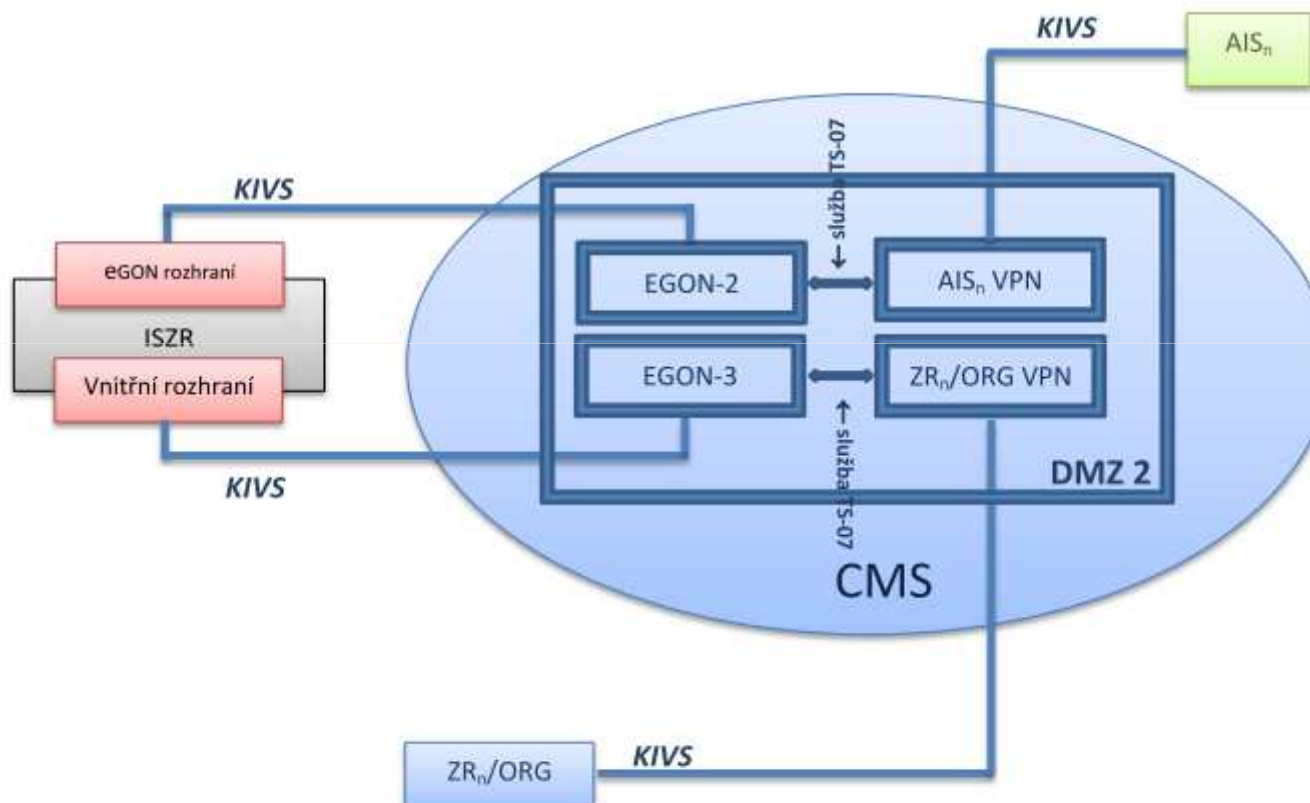 KIVS
AISₙ
← služba TS-07
KIVS
eGON rozhraní
ISZR
Vnitřní rozhraní
EGON-2
AISₙ VPN
EGON-3
ZRₙ/ORG VPN
KIVS
DMZ 2
← služba TS-07
CMS
ZRₙ/ORG
KIVS